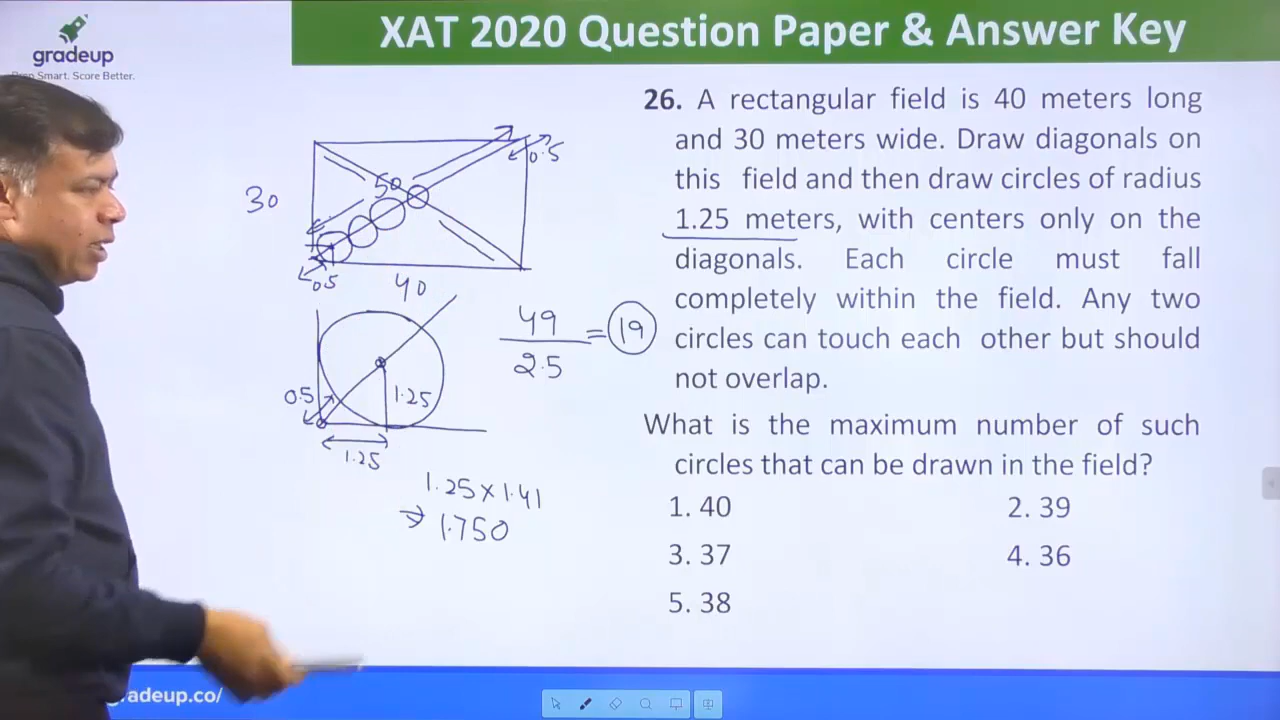 gradeup
Prep Smart. Score Better.
XAT 2020 Question Paper & Answer Key
26. A rectangular field is 40 meters long
and 30 meters wide. Draw diagonals on
this field and then draw circles of radius
1.25 meters, with centers only on the
diagonals. Each circle must fall
completely within the field. Any two
circles can touch each other but should
not overlap.
What is the maximum number of such
circles that can be drawn in the field?
1. 40
2. 39
3. 37
4. 36
5. 38
0.5
50
30
0.5
40
49
2.5
= 19
0.5
1.25
1.25
1.25 x 1.41
⇒ 1.750
gradeup.co/